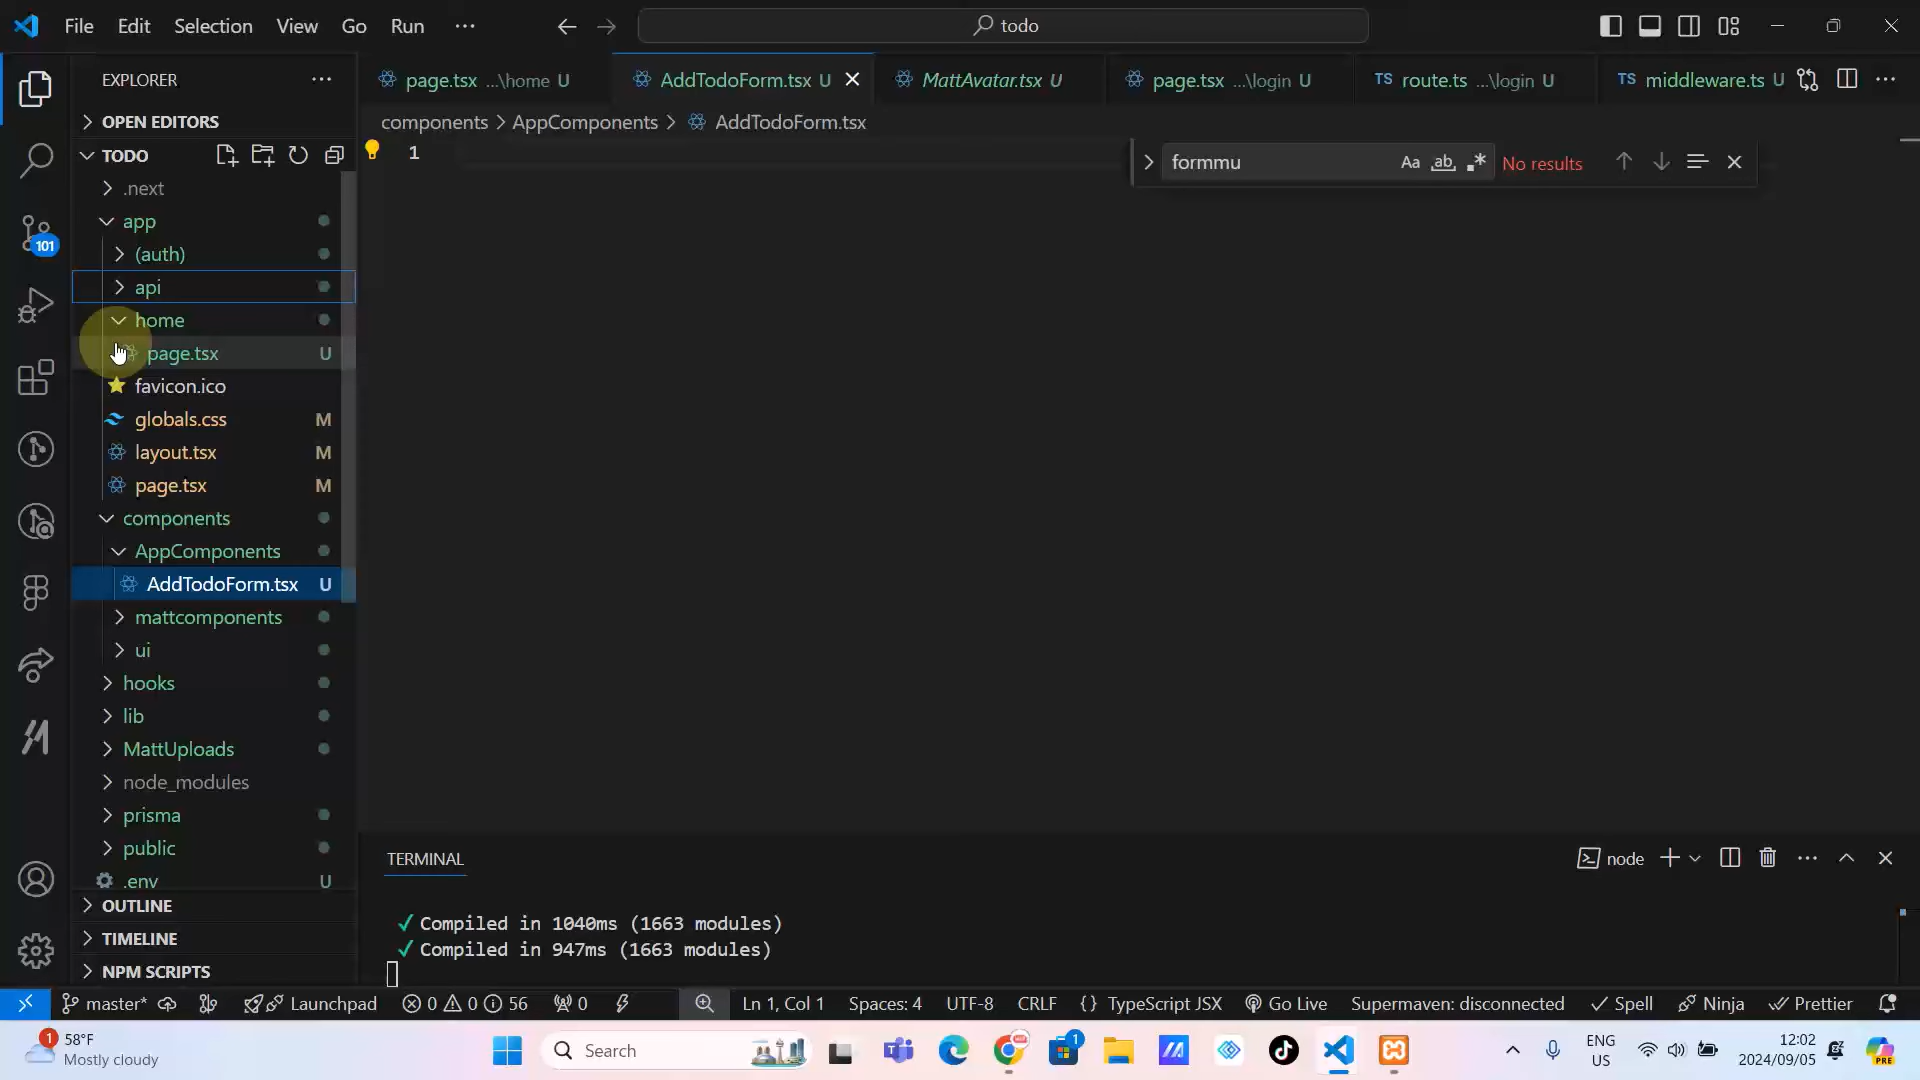 File Edit Selection View Go Run ··· todo
EXPLORER ···
page.tsx ...\home U
AddTodoForm.tsx U
MattAvatar.tsx U
page.tsx ...\login U
TS route.ts ...\login U
TS middleware.ts U
OPEN EDITORS
components > AppComponents > AddTodoForm.tsx
TODO
1
formmu Aa ab .* No results
.next
app
(auth)
api
home
page.tsx U
favicon.ico
globals.css M
layout.tsx M
page.tsx M
components
AppComponents
AddTodoForm.tsx U
mattcomponents
ui
hooks
lib
MattUploads
node_modules
prisma
public
.env U
OUTLINE
TIMELINE
NPM SCRIPTS
101
TERMINAL
node
✓ Compiled in 1040ms (1663 modules)
✓ Compiled in 947ms (1663 modules)
master* Launchpad 0 0 56 0 Ln 1, Col 1 Spaces: 4 UTF-8 CRLF {} TypeScript JSX Go Live Supermaven: disconnected Spell Ninja Prettier
1
58°F
Mostly cloudy
Search
1
ENG
US
12:02
2024/09/05
PRE